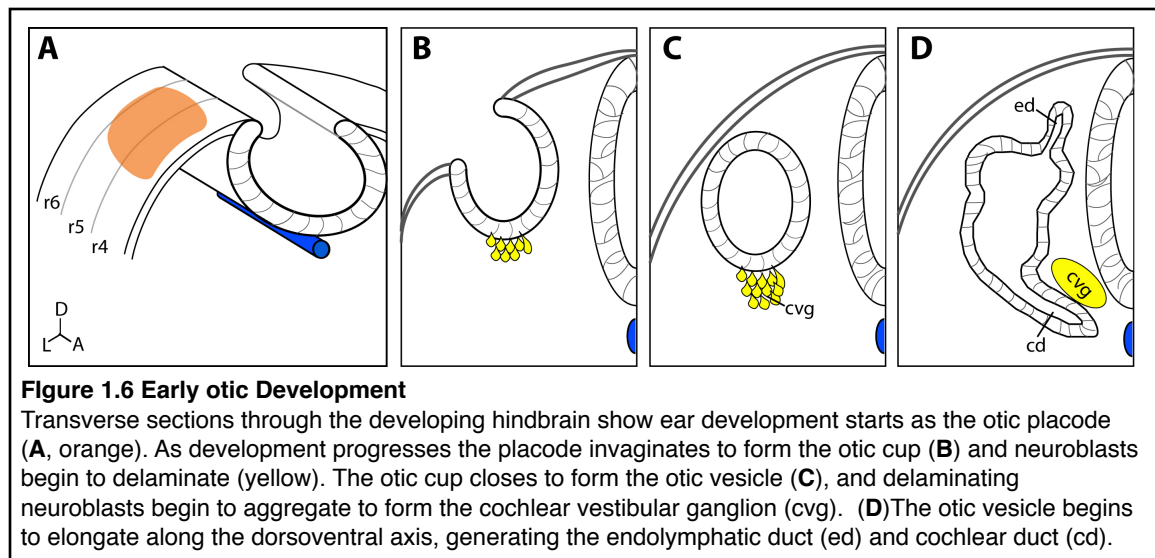 A
B
C
D
r6
r5
r4
D
L
A
cvg
ed
cvg
cd
FIgure 1.6 Early otic Development
Transverse sections through the developing hindbrain show ear development starts as the otic placode
(A, orange). As development progresses the placode invaginates to form the otic cup (B) and neuroblasts
begin to delaminate (yellow). The otic cup closes to form the otic vesicle (C), and delaminating
neuroblasts begin to aggregate to form the cochlear vestibular ganglion (cvg). (D)The otic vesicle begins
to elongate along the dorsoventral axis, generating the endolymphatic duct (ed) and cochlear duct (cd).